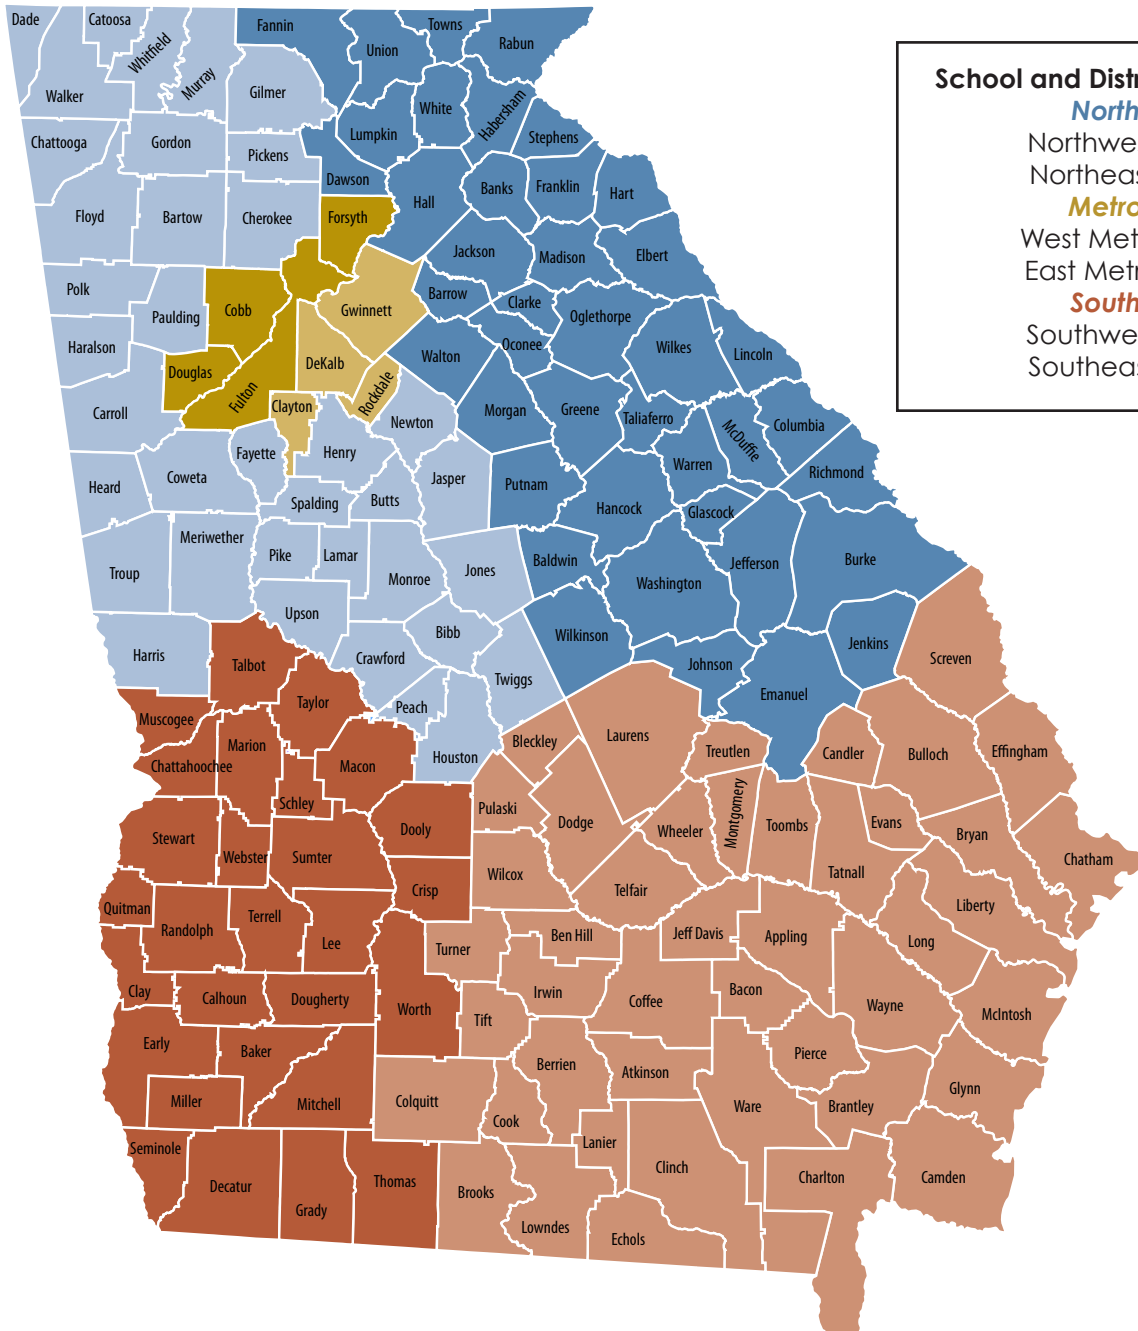 Dade
Catoosa
Whitfield
Murray
Fannin
Union
Towns
Rabun
Walker
Gilmer
White
Habersham
Lumpkin
Stephens
Chattooga
Gordon
Pickens
Dawson
Banks
Franklin
Hart
Hall
Floyd
Bartow
Cherokee
Forsyth
Jackson
Madison
Elbert
Polk
Paulding
Cobb
Gwinnett
Barrow
Clarke
Oglethorpe
Oconee
Haralson
Douglas
DeKalb
Walton
Wilkes
Lincoln
Fulton
Rockdale
Carroll
Clayton
Newton
Morgan
Greene
Taliaferro
McDuffie
Columbia
Fayette
Henry
Warren
Richmond
Heard
Coweta
Spalding
Butts
Jasper
Putnam
Hancock
Glascock
Troup
Meriwether
Pike
Lamar
Monroe
Jones
Baldwin
Washington
Jefferson
Burke
Upson
Bibb
Wilkinson
Jenkins
Harris
Talbot
Crawford
Twiggs
Johnson
Emanuel
Screven
Muscogee
Taylor
Peach
Chattahoochee
Marion
Macon
Houston
Bleckley
Laurens
Treutlen
Candler
Bulloch
Effingham
Schley
Stewart
Webster
Sumter
Dooly
Pulaski
Dodge
Wheeler
Montgomery
Toombs
Evans
Bryan
Chatham
Quitman
Randolph
Terrell
Lee
Crisp
Wilcox
Telfair
Tatnall
Liberty
Turner
Ben Hill
Jeff Davis
Appling
Long
Clay
Calhoun
Dougherty
Worth
Irwin
Coffee
Bacon
Wayne
McIntosh
Tift
Early
Baker
Berrien
Atkinson
Pierce
Glynn
Miller
Mitchell
Colquitt
Cook
Ware
Brantley
Seminole
Decatur
Grady
Thomas
Brooks
Lanier
Clinch
Charlton
Camden
Lowndes
Echols
School and Distr
North
Northwe
Northeas
Metro
West Met
East Metr
South
Southwe
Southeas